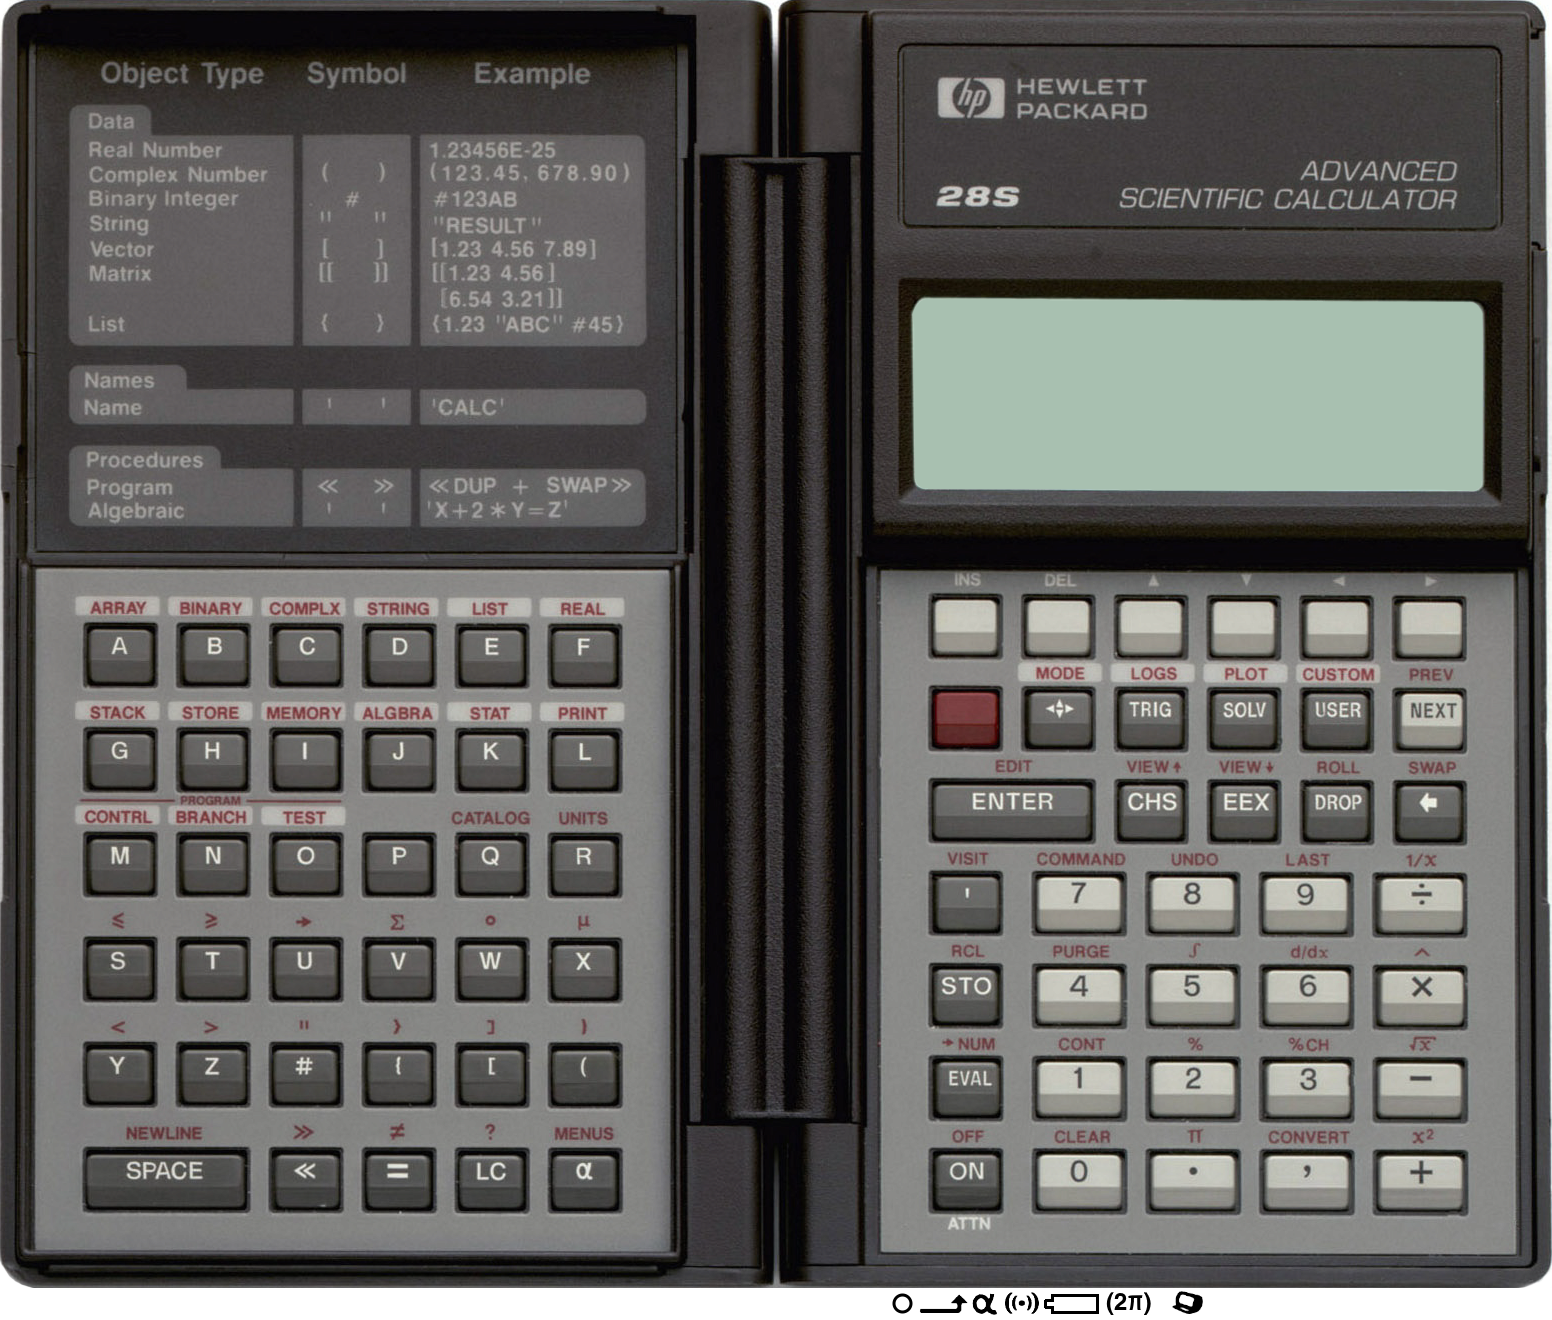 Object Type Symbol Example
Data
Real Number 1.23456E-25
Complex Number ( ) (123.45, 678.90)
Binary Integer # #123AB
String " " "RESULT"
Vector [ ] [1.23 4.56 7.89]
Matrix [[ ]] [[1.23 4.56]
[6.54 3.21]]
List { } {1.23 "ABC" #45}
Names
Name ' ' 'CALC'
Procedures
Program ≪ ≫ ≪DUP + SWAP≫
Algebraic ' ' 'X+2*Y=Z'
ARRAY BINARY COMPLX STRING LIST REAL
A B C D E F
STACK STORE MEMORY ALGBRA STAT PRINT
G H I J K L
PROGRAM
CONTRL BRANCH TEST CATALOG UNITS
M N O P Q R
≤ ≥ → Σ ° μ
S T U V W X
< > " } ] )
Y Z # { [ (
NEWLINE ≫ ≠ ? MENUS
SPACE ≪ = LC α
hp HEWLETT
PACKARD
28S ADVANCED
SCIENTIFIC CALCULATOR
INS DEL ▲ ▼ ◄ ►
MODE LOGS PLOT CUSTOM PREV
TRIG SOLV USER NEXT
EDIT VIEW↑ VIEW↓ ROLL SWAP
ENTER CHS EEX DROP ←
VISIT COMMAND UNDO LAST 1/x
' 7 8 9 ÷
RCL PURGE ∫ d/dx ^
STO 4 5 6 ×
→NUM CONT % %CH √x
EVAL 1 2 3 −
OFF CLEAR π CONVERT x²
ON 0 . , +
ATTN
α ((•)) (2π)